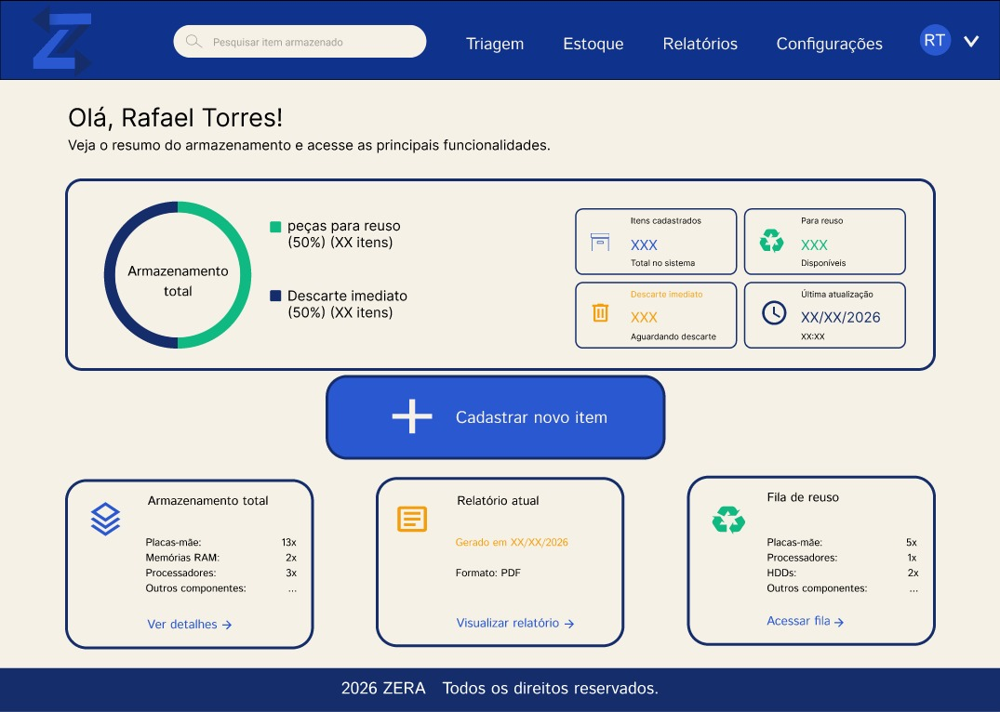 Z
Pesquisar item armazenado
Triagem
Estoque
Relatórios
Configurações
RT
Olá, Rafael Torres!
Veja o resumo do armazenamento e acesse as principais funcionalidades.
Armazenamento
total
peças para reuso
(50%) (XX itens)
Descarte imediato
(50%) (XX itens)
Itens cadastrados
XXX
Total no sistema
Para reuso
XXX
Disponíveis
Descarte imediato
XXX
Aguardando descarte
Última atualização
XX/XX/2026
XX:XX
Cadastrar novo item
Armazenamento total
Placas-mãe: 13x
Memórias RAM: 2x
Processadores: 3x
Outros componentes: ...
Ver detalhes →
Relatório atual
Gerado em XX/XX/2026
Formato: PDF
Visualizar relatório →
Fila de reuso
Placas-mãe: 5x
Processadores: 1x
HDDs: 2x
Outros componentes: ...
Acessar fila →
2026 ZERA Todos os direitos reservados.